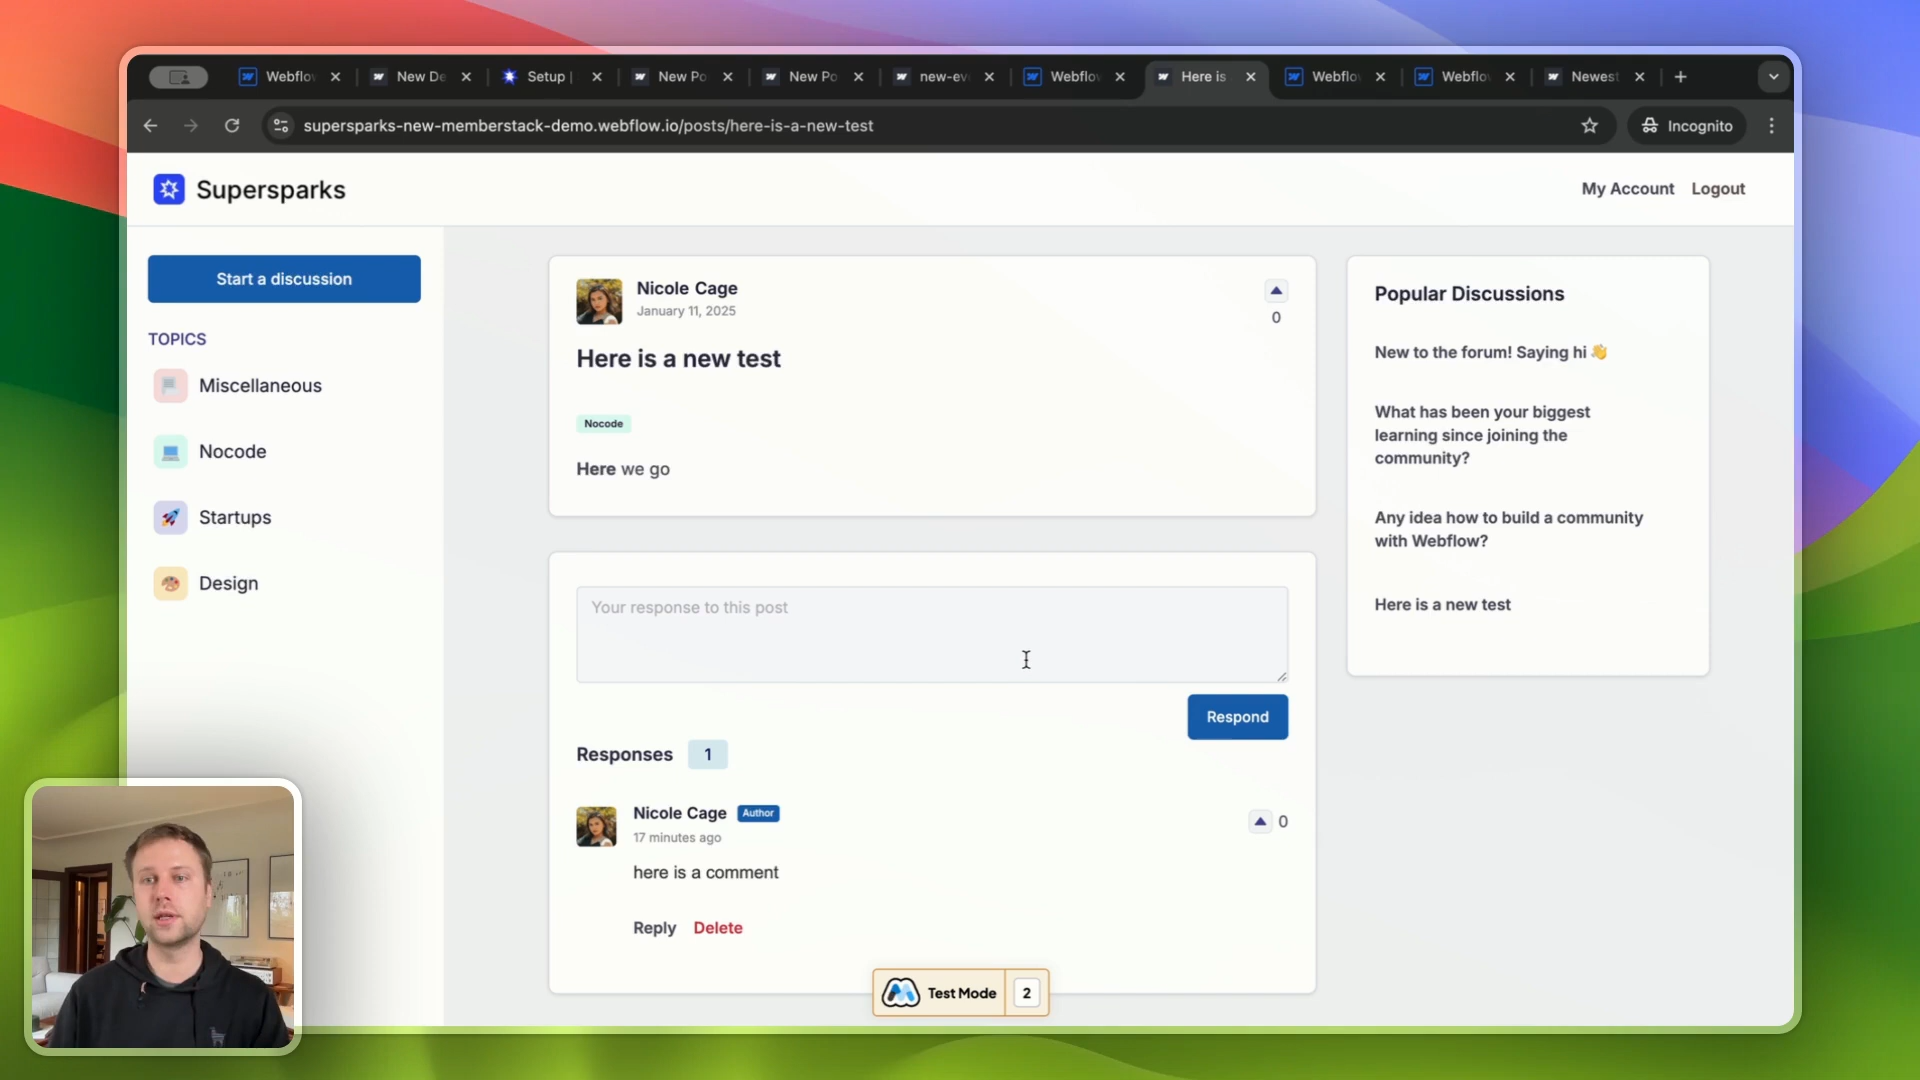 Webflo
New De
Setup |
New Po
New Po
new-ev
Webflo
Here is
Webflo
Webflo
Newest
supersparks-new-memberstack-demo.webflow.io/posts/here-is-a-new-test
Incognito
Supersparks
My Account
Logout
Start a discussion
TOPICS
Miscellaneous
Nocode
Startups
Design
Nicole Cage
January 11, 2025
0
Here is a new test
Nocode
Here we go
Your response to this post
Respond
Responses 1
Nicole Cage Author
17 minutes ago
0
here is a comment
Reply Delete
Popular Discussions
New to the forum! Saying hi 👋
What has been your biggest
learning since joining the
community?
Any idea how to build a community
with Webflow?
Here is a new test
Test Mode 2